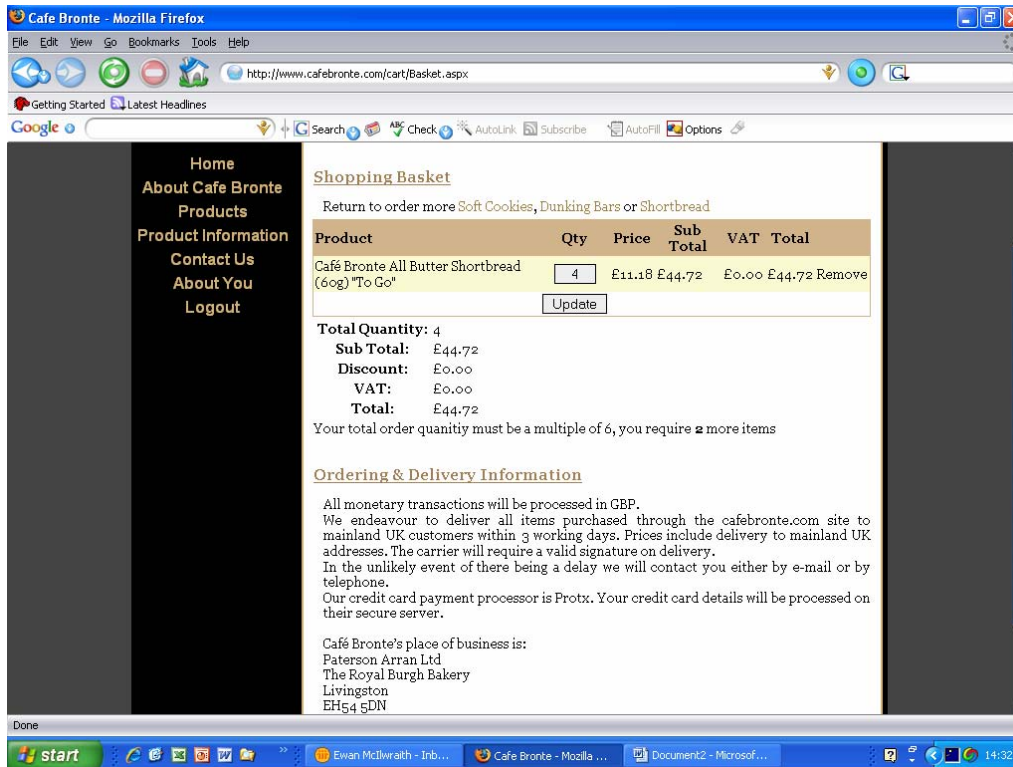 Cafe Bronte - Mozilla Firefox
File Edit View Go Bookmarks Tools Help
http://www.cafebronte.com/cart/Basket.aspx
Getting Started Latest Headlines
Google Search Check AutoLink Subscribe AutoFill Options
Home
About Cafe Bronte
Products
Product Information
Contact Us
About You
Logout
Shopping Basket
Return to order more Soft Cookies, Dunking Bars or Shortbread
Product Qty Price Sub Total VAT Total
Café Bronte All Butter Shortbread
(60g) "To Go" 4 £11.18 £44.72 £0.00 £44.72 Remove
Update
Total Quantity: 4
Sub Total: £44.72
Discount: £0.00
VAT: £0.00
Total: £44.72
Your total order quanitiy must be a multiple of 6, you require 2 more items
Ordering & Delivery Information
All monetary transactions will be processed in GBP.
We endeavour to deliver all items purchased through the cafebronte.com site to
mainland UK customers within 3 working days. Prices include delivery to mainland UK
addresses. The carrier will require a valid signature on delivery.
In the unlikely event of there being a delay we will contact you either by e-mail or by
telephone.
Our credit card payment processor is Protx. Your credit card details will be processed on
their secure server.
Café Bronte's place of business is:
Paterson Arran Ltd
The Royal Burgh Bakery
Livingston
EH54 5DN
Done
start Ewan McIlwraith - Inb... Cafe Bronte - Mozilla ... Document2 - Microsof... 14:32